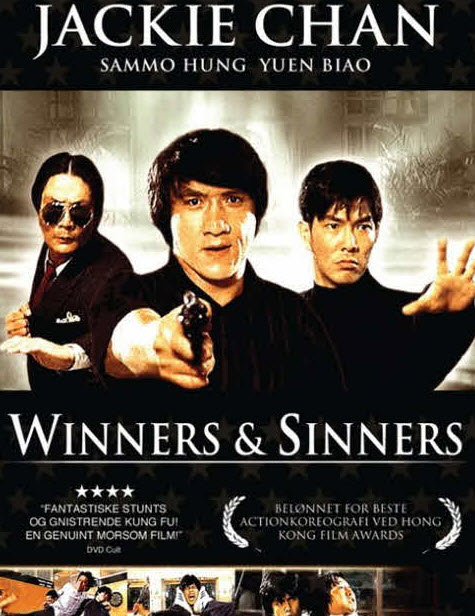 JACKIE CHAN
SAMMO HUNG YUEN BIAO
WINNERS & SINNERS
"FANTASTISKE STUNTS
OG GNISTRENDE KUNG FU!
EN GENUINT MORSOM FILM!"
DVD Cult
BELØNNET FOR BESTE
ACTIONKOREOGRAFI VED HONG
KONG FILM AWARDS